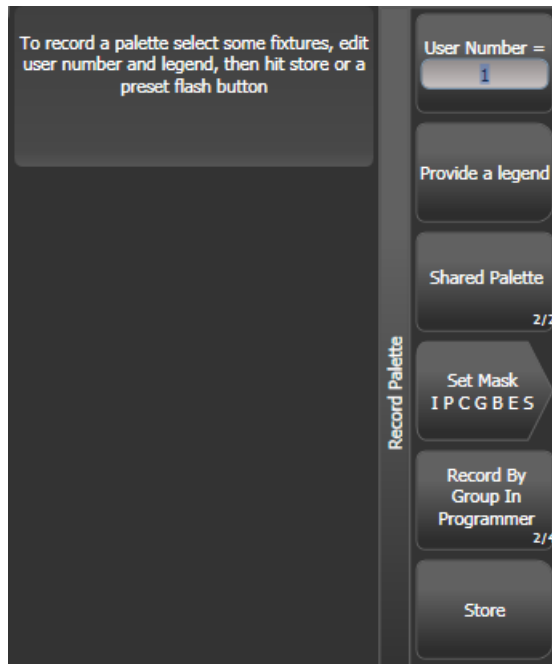 To record a palette select some fixtures, edit
user number and legend, then hit store or a
preset flash button
Record Palette
User Number =
1
Provide a legend
Shared Palette
2/2
Set Mask
I P C G B E S
Record By
Group In
Programmer
2/4
Store